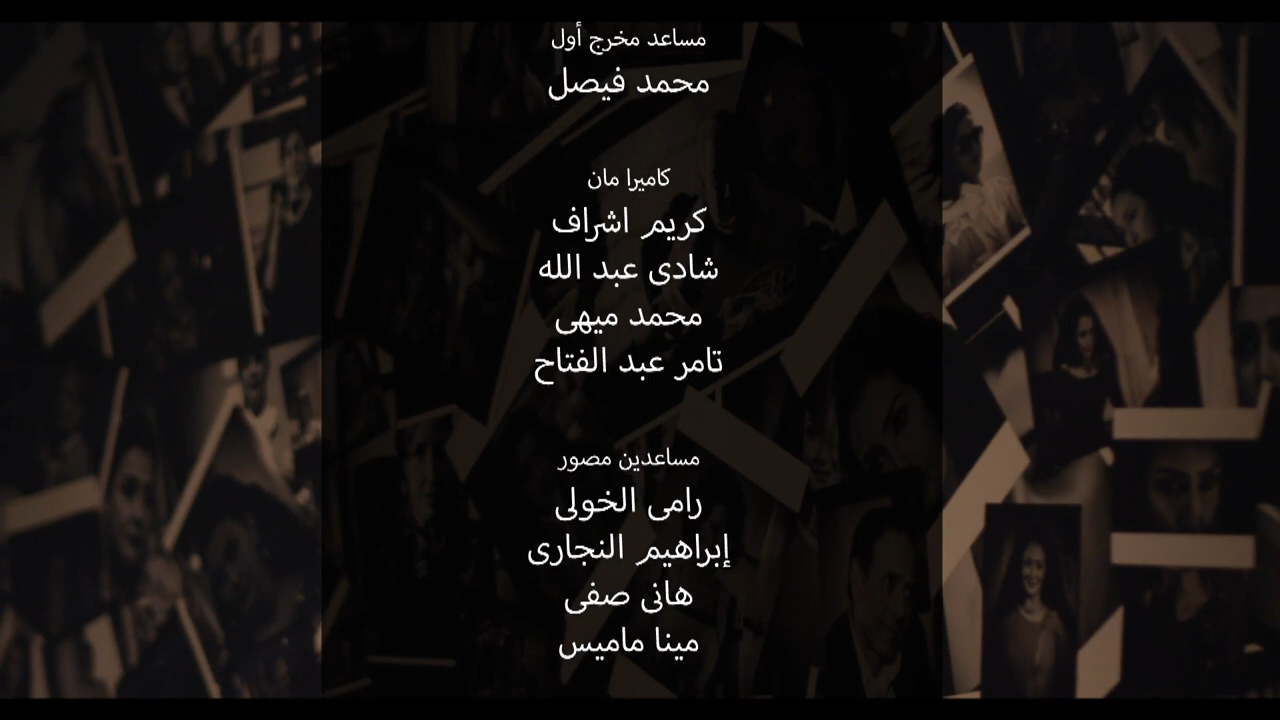 مساعد مخرج أول
محمد فيصل
كاميرا مان
كريم اشراف
شادى عبد الله
محمد ميهى
تامر عبد الفتاح
مساعدين مصور
رامى الخولى
إبراهيم النجارى
هانى صفى
مينا ماميس